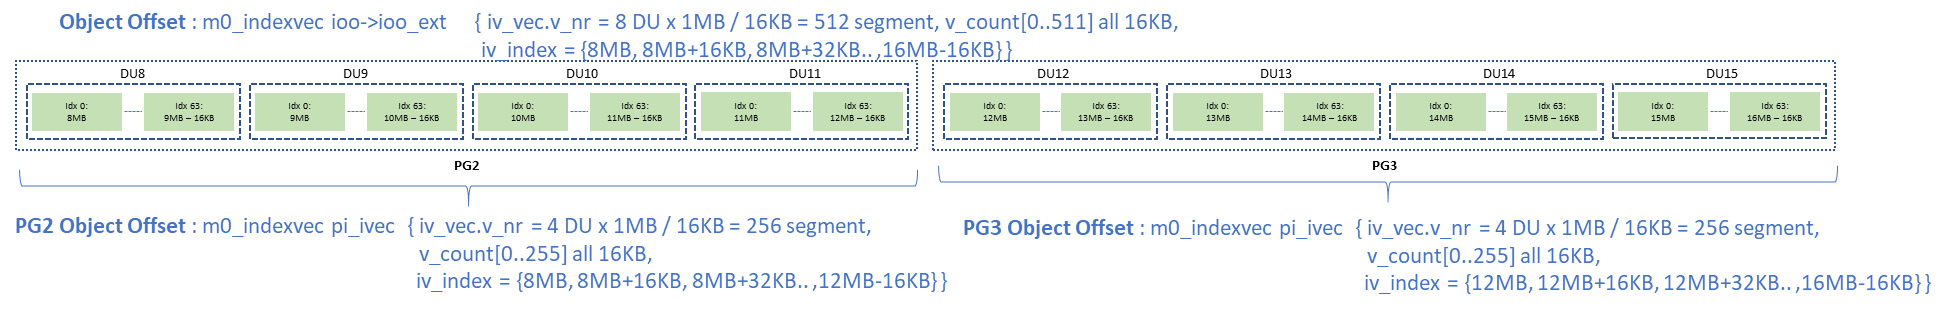 Object Offset : m0_indexvec ioo->ioo_ext { iv_vec.v_nr = 8 DU x 1MB / 16KB = 512 segment, v_count[0..511] all 16KB,
iv_index = {8MB, 8MB+16KB, 8MB+32KB.. ,16MB-16KB} }
DU8 DU9 DU10 DU11 DU12 DU13 DU14 DU15
Idx 0: Idx 63: Idx 0: Idx 63: Idx 0: Idx 63: Idx 0: Idx 63: Idx 0: Idx 63: Idx 0: Idx 63: Idx 0: Idx 63: Idx 0: Idx 63:
8MB 9MB – 16KB 9MB 10MB – 16KB 10MB 11MB – 16KB 11MB 12MB – 16KB 12MB 13MB – 16KB 13MB 14MB – 16KB 14MB 15MB – 16KB 15MB 16MB – 16KB
PG2 PG3
PG2 Object Offset : m0_indexvec pi_ivec { iv_vec.v_nr = 4 DU x 1MB / 16KB = 256 segment,
v_count[0..255] all 16KB,
iv_index = {8MB, 8MB+16KB, 8MB+32KB.. ,12MB-16KB} }
PG3 Object Offset : m0_indexvec pi_ivec { iv_vec.v_nr = 4 DU x 1MB / 16KB = 256 segment,
v_count[0..255] all 16KB,
iv_index = {12MB, 12MB+16KB, 12MB+32KB.. ,16MB-16KB} }